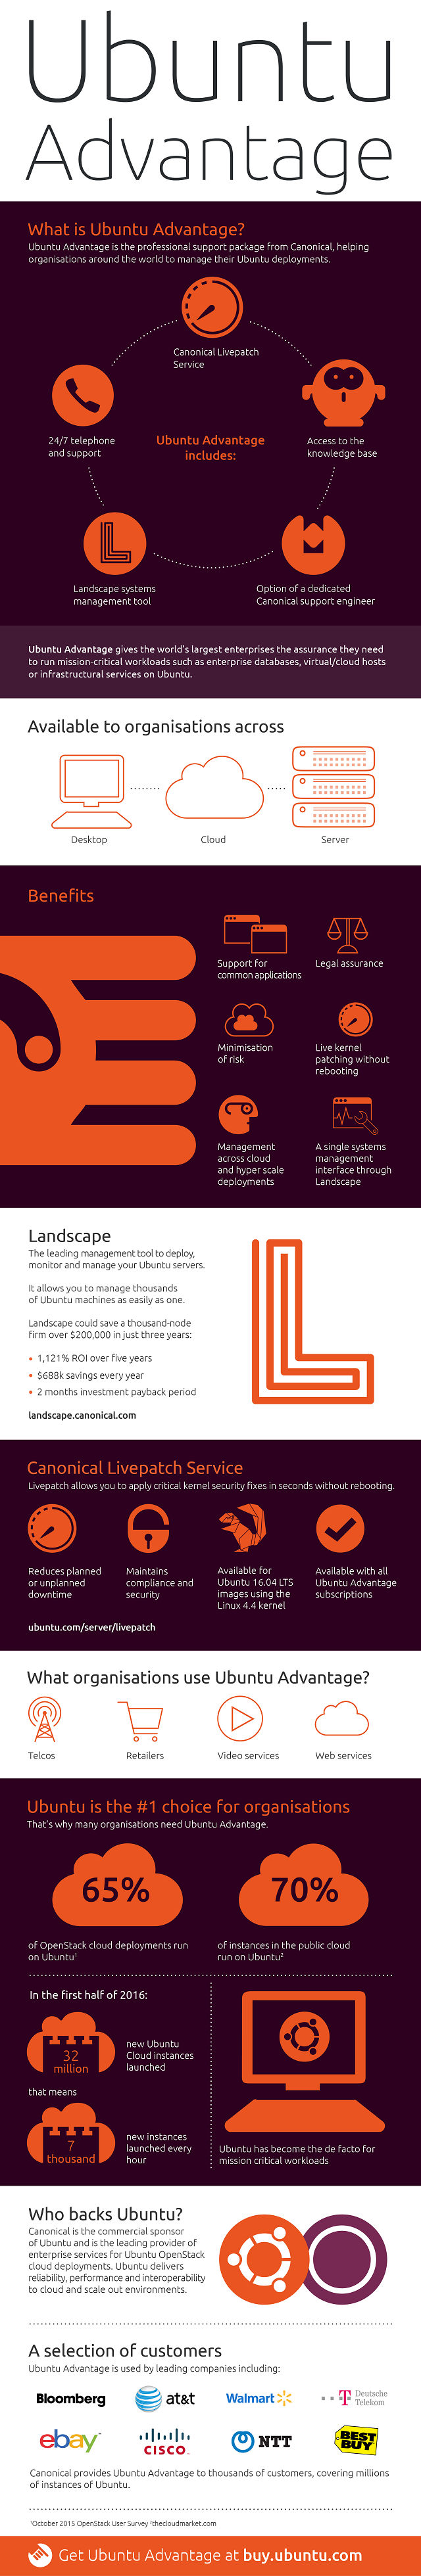 Ubuntu
Advantage
What is Ubuntu Advantage?
Ubuntu Advantage is the professional support package from Canonical, helping
organisations around the world to manage their Ubuntu deployments.
Canonical Livepatch
Service
24/7 telephone
and support
Ubuntu Advantage
includes:
Access to the
knowledge base
Landscape systems
management tool
Option of a dedicated
Canonical support engineer
Ubuntu Advantage gives the world's largest enterprises the assurance they need
to run mission-critical workloads such as enterprise databases, virtual/cloud hosts
or infrastructural services on Ubuntu.
Available to organisations across
Desktop
Cloud
Server
Benefits
Support for
common applications
Legal assurance
Minimisation
of risk
Live kernel
patching without
rebooting
Management
across cloud
and hyper scale
deployments
A single systems
management
interface through
Landscape
Landscape
The leading management tool to deploy,
monitor and manage your Ubuntu servers.
It allows you to manage thousands
of Ubuntu machines as easily as one.
Landscape could save a thousand-node
firm over $200,000 in just three years:
• 1,121% ROI over five years
• $688k savings every year
• 2 months investment payback period
landscape.canonical.com
Canonical Livepatch Service
Livepatch allows you to apply critical kernel security fixes in seconds without rebooting.
Reduces planned
or unplanned
downtime
Maintains
compliance and
security
Available for
Ubuntu 16.04 LTS
images using the
Linux 4.4 kernel
Available with all
Ubuntu Advantage
subscriptions
ubuntu.com/server/livepatch
What organisations use Ubuntu Advantage?
Telcos
Retailers
Video services
Web services
Ubuntu is the #1 choice for organisations
That's why many organisations need Ubuntu Advantage.
65%
70%
of OpenStack cloud deployments run
on Ubuntu¹
of instances in the public cloud
run on Ubuntu²
In the first half of 2016:
32
million
new Ubuntu
Cloud instances
launched
that means
7
thousand
new instances
launched every
hour
Ubuntu has become the de facto for
mission critical workloads
Who backs Ubuntu?
Canonical is the commercial sponsor
of Ubuntu and is the leading provider of
enterprise services for Ubuntu OpenStack
cloud deployments. Ubuntu delivers
reliability, performance and interoperability
to cloud and scale out environments.
A selection of customers
Ubuntu Advantage is used by leading companies including:
Bloomberg
at&t
Walmart
T Deutsche
Telekom
ebay
CISCO
NTT
BEST
BUY
Canonical provides Ubuntu Advantage to thousands of customers, covering millions
of instances of Ubuntu.
¹October 2015 OpenStack User Survey ²thecloudmarket.com
Get Ubuntu Advantage at buy.ubuntu.com